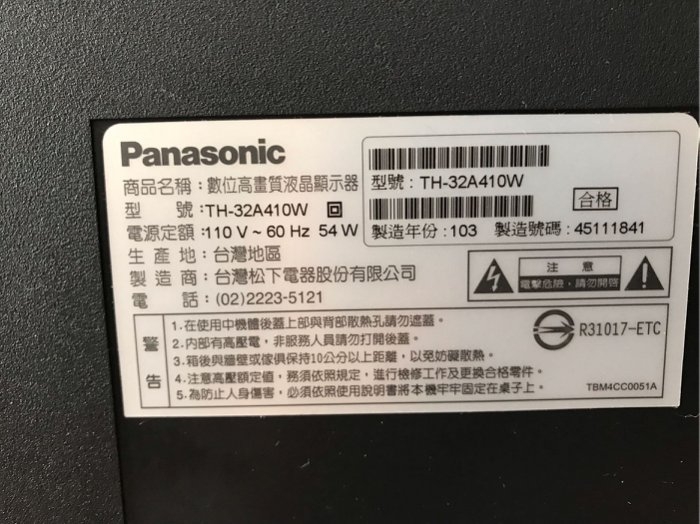 Panasonic
商品名稱：數位高畫質液晶顯示器
型號：TH-32A410W
電源定額：110 V ~ 60 Hz 54 W
生產地：台灣地區
製造商：台灣松下電器股份有限公司
電話：(02)2223-5121
型號：TH-32A410W
合格
製造年份：103 製造號碼：45111841
注意
電擊危險，請勿開啓
警告
1.在使用中機體後蓋上部與背部散熱孔請勿遮蓋。
2.內部有高壓電，非服務人員請勿打開後蓋。
3.箱後與牆壁或傢俱保持10公分以上距離，以免妨礙散熱。
4.注意高壓額定值，務須依照規定，進行檢修工作及更換合格零件。
5.為防止人身傷害，必須依照使用說明書將本機牢牢固定在桌子上。
R31017-ETC
TBM4CC0051A